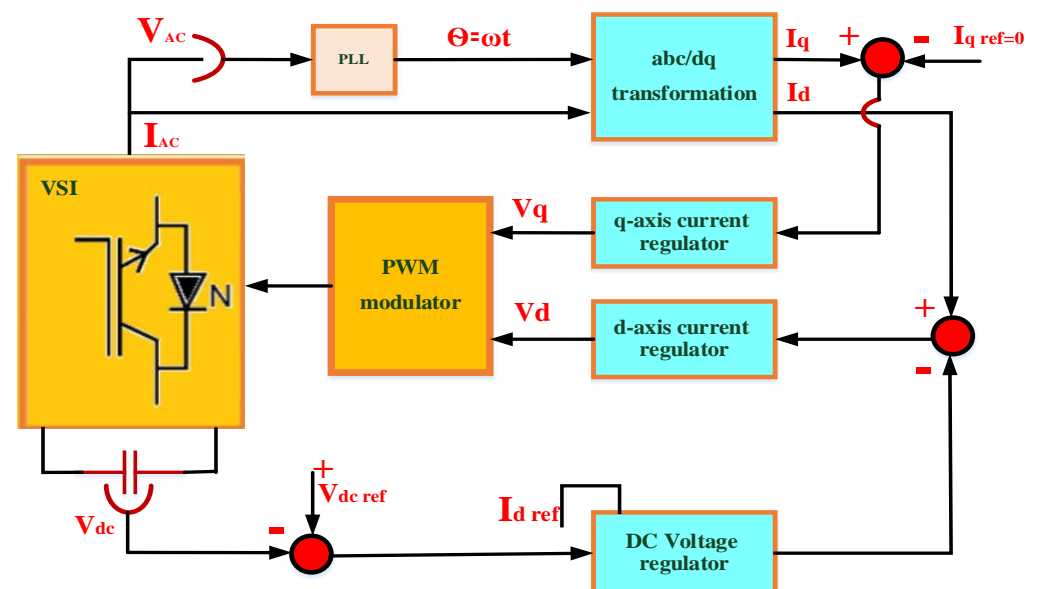 V AC
PLL
Θ=ωt
abc/dq
transformation
Iq
+
-
Iq ref=0
Id
IAC
VSI
N
PWM
modulator
Vq
q-axis current
regulator
Vd
d-axis current
regulator
+
-
+
Vdc ref
Vdc
-
Id ref
DC Voltage
regulator